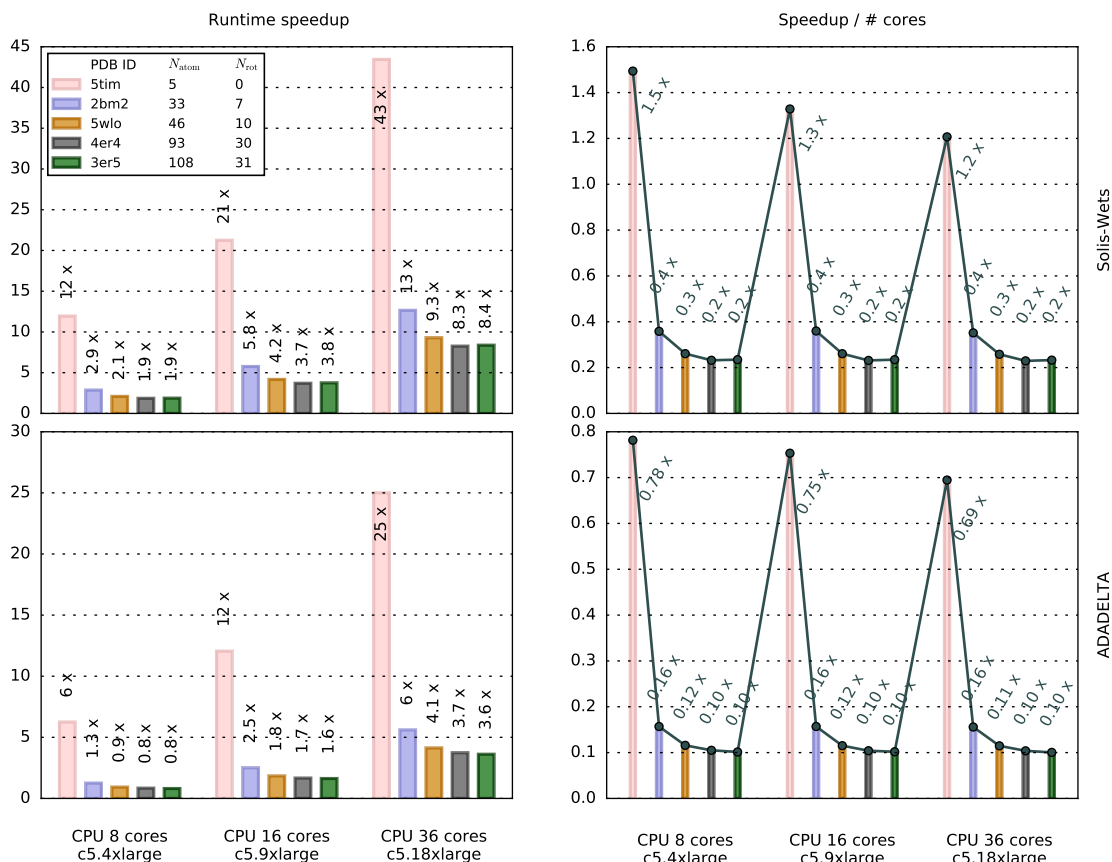 Runtime speedup
Speedup / # cores
45
40
35
30
25
20
15
10
5
0
PDB ID N_atom N_rot
5tim 5 0
2bm2 33 7
5wlo 46 10
4er4 93 30
3er5 108 31
12 x
2.9 x
2.1 x
1.9 x
1.9 x
21 x
5.8 x
4.2 x
3.7 x
3.8 x
43 x
13 x
9.3 x
8.3 x
8.4 x
1.6
1.4
1.2
1.0
0.8
0.6
0.4
0.2
0.0
1.5 x
0.4 x
0.3 x
0.2 x
0.2 x
1.3 x
0.4 x
0.3 x
0.2 x
0.2 x
1.2 x
0.4 x
0.3 x
0.2 x
0.2 x
Solis-Wets
30
25
20
15
10
5
0
6 x
1.3 x
0.9 x
0.8 x
0.8 x
12 x
2.5 x
1.8 x
1.7 x
1.6 x
25 x
6 x
4.1 x
3.7 x
3.6 x
0.8
0.7
0.6
0.5
0.4
0.3
0.2
0.1
0.0
0.78 x
0.16 x
0.12 x
0.10 x
0.10 x
0.75 x
0.16 x
0.12 x
0.10 x
0.10 x
0.69 x
0.16 x
0.11 x
0.10 x
0.10 x
ADADELTA
CPU 8 cores
c5.4xlarge
CPU 16 cores
c5.9xlarge
CPU 36 cores
c5.18xlarge
CPU 8 cores
c5.4xlarge
CPU 16 cores
c5.9xlarge
CPU 36 cores
c5.18xlarge